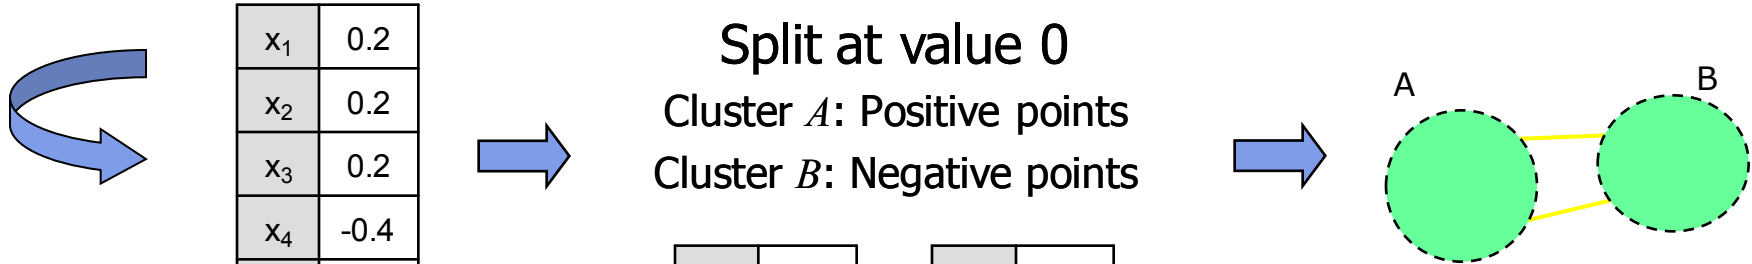 x1 0.2
x2 0.2
x3 0.2
x4 -0.4
Split at value 0
Cluster A: Positive points
Cluster B: Negative points
A
B